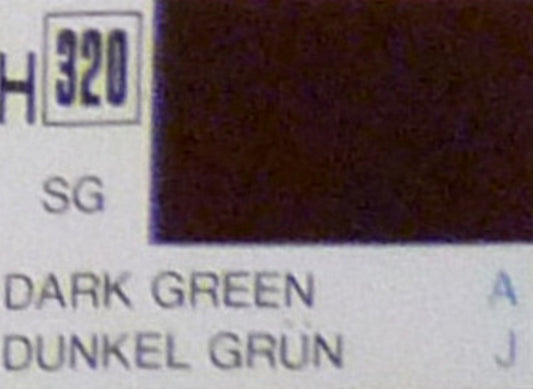 H 320
SG
DARK GREEN A
DUNKEL GRÜN J